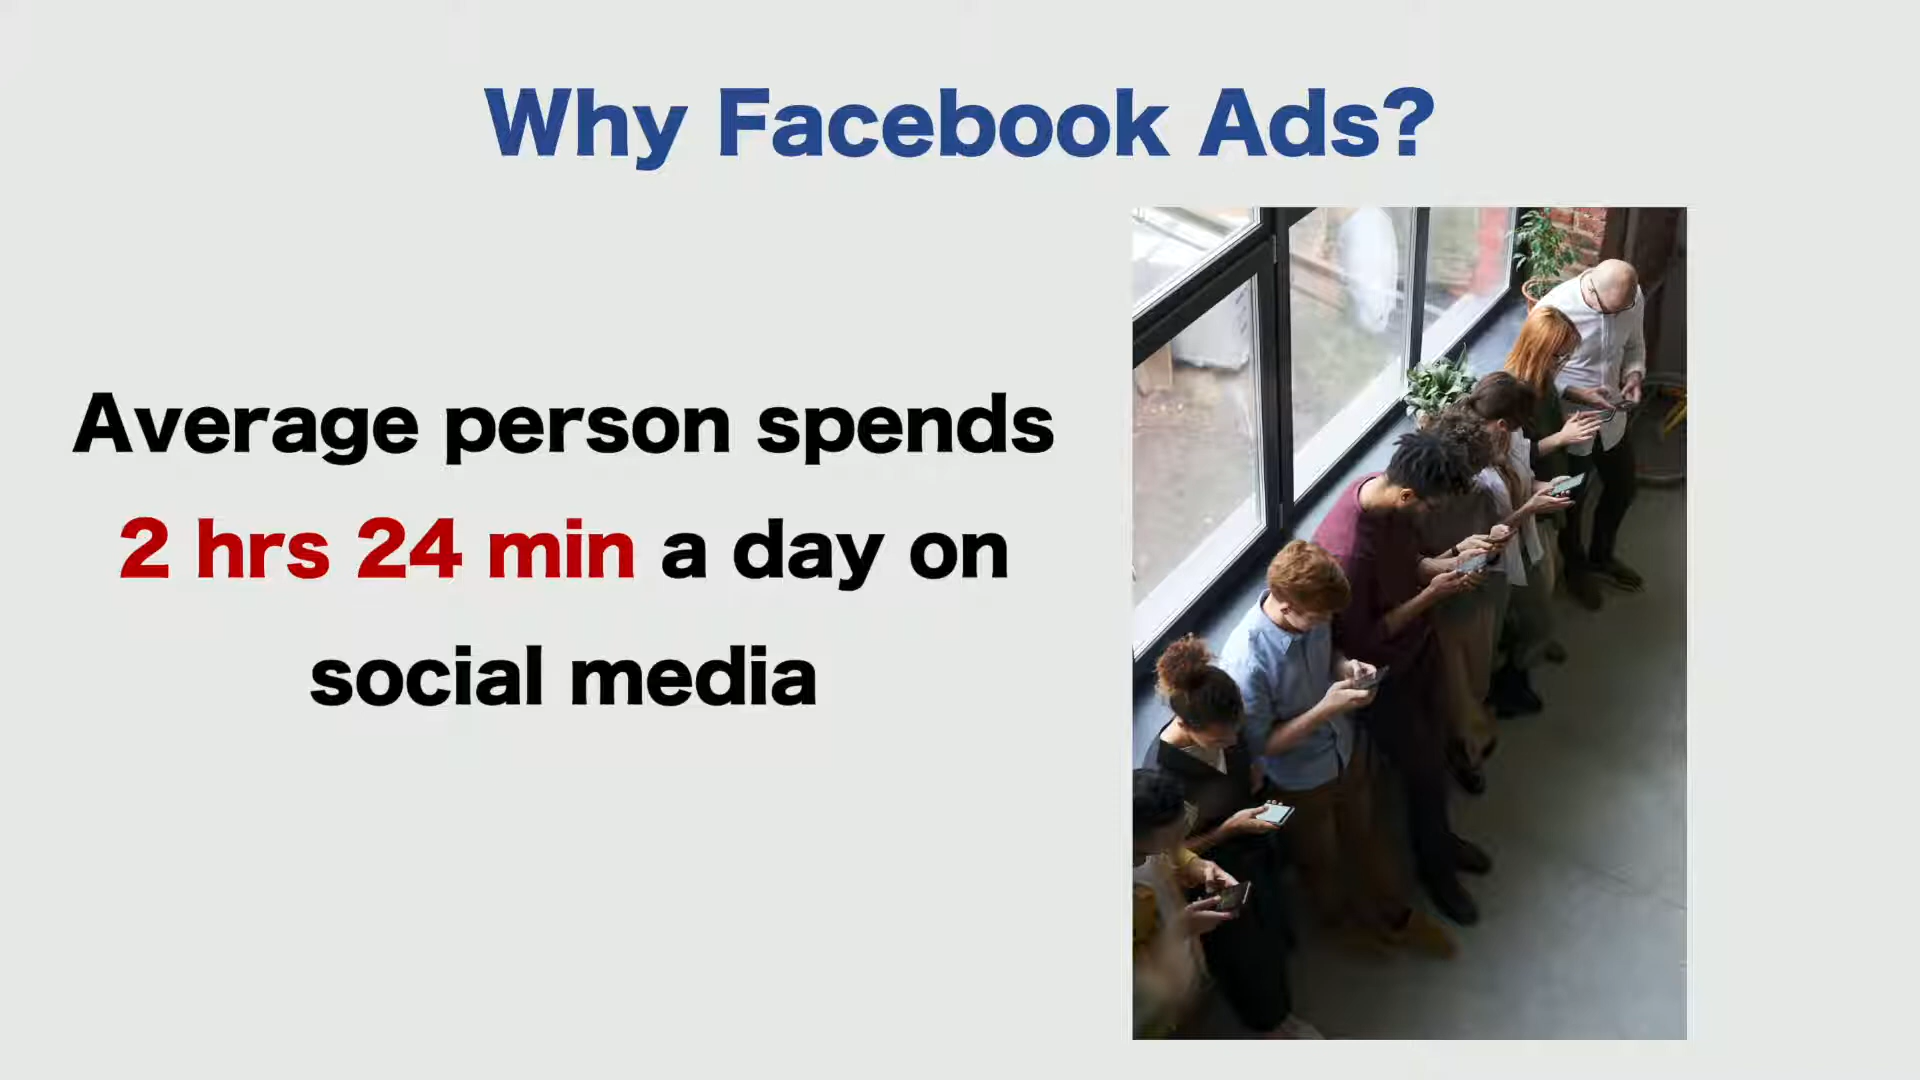 Why Facebook Ads?
Average person spends
2 hrs 24 min a day on
social media